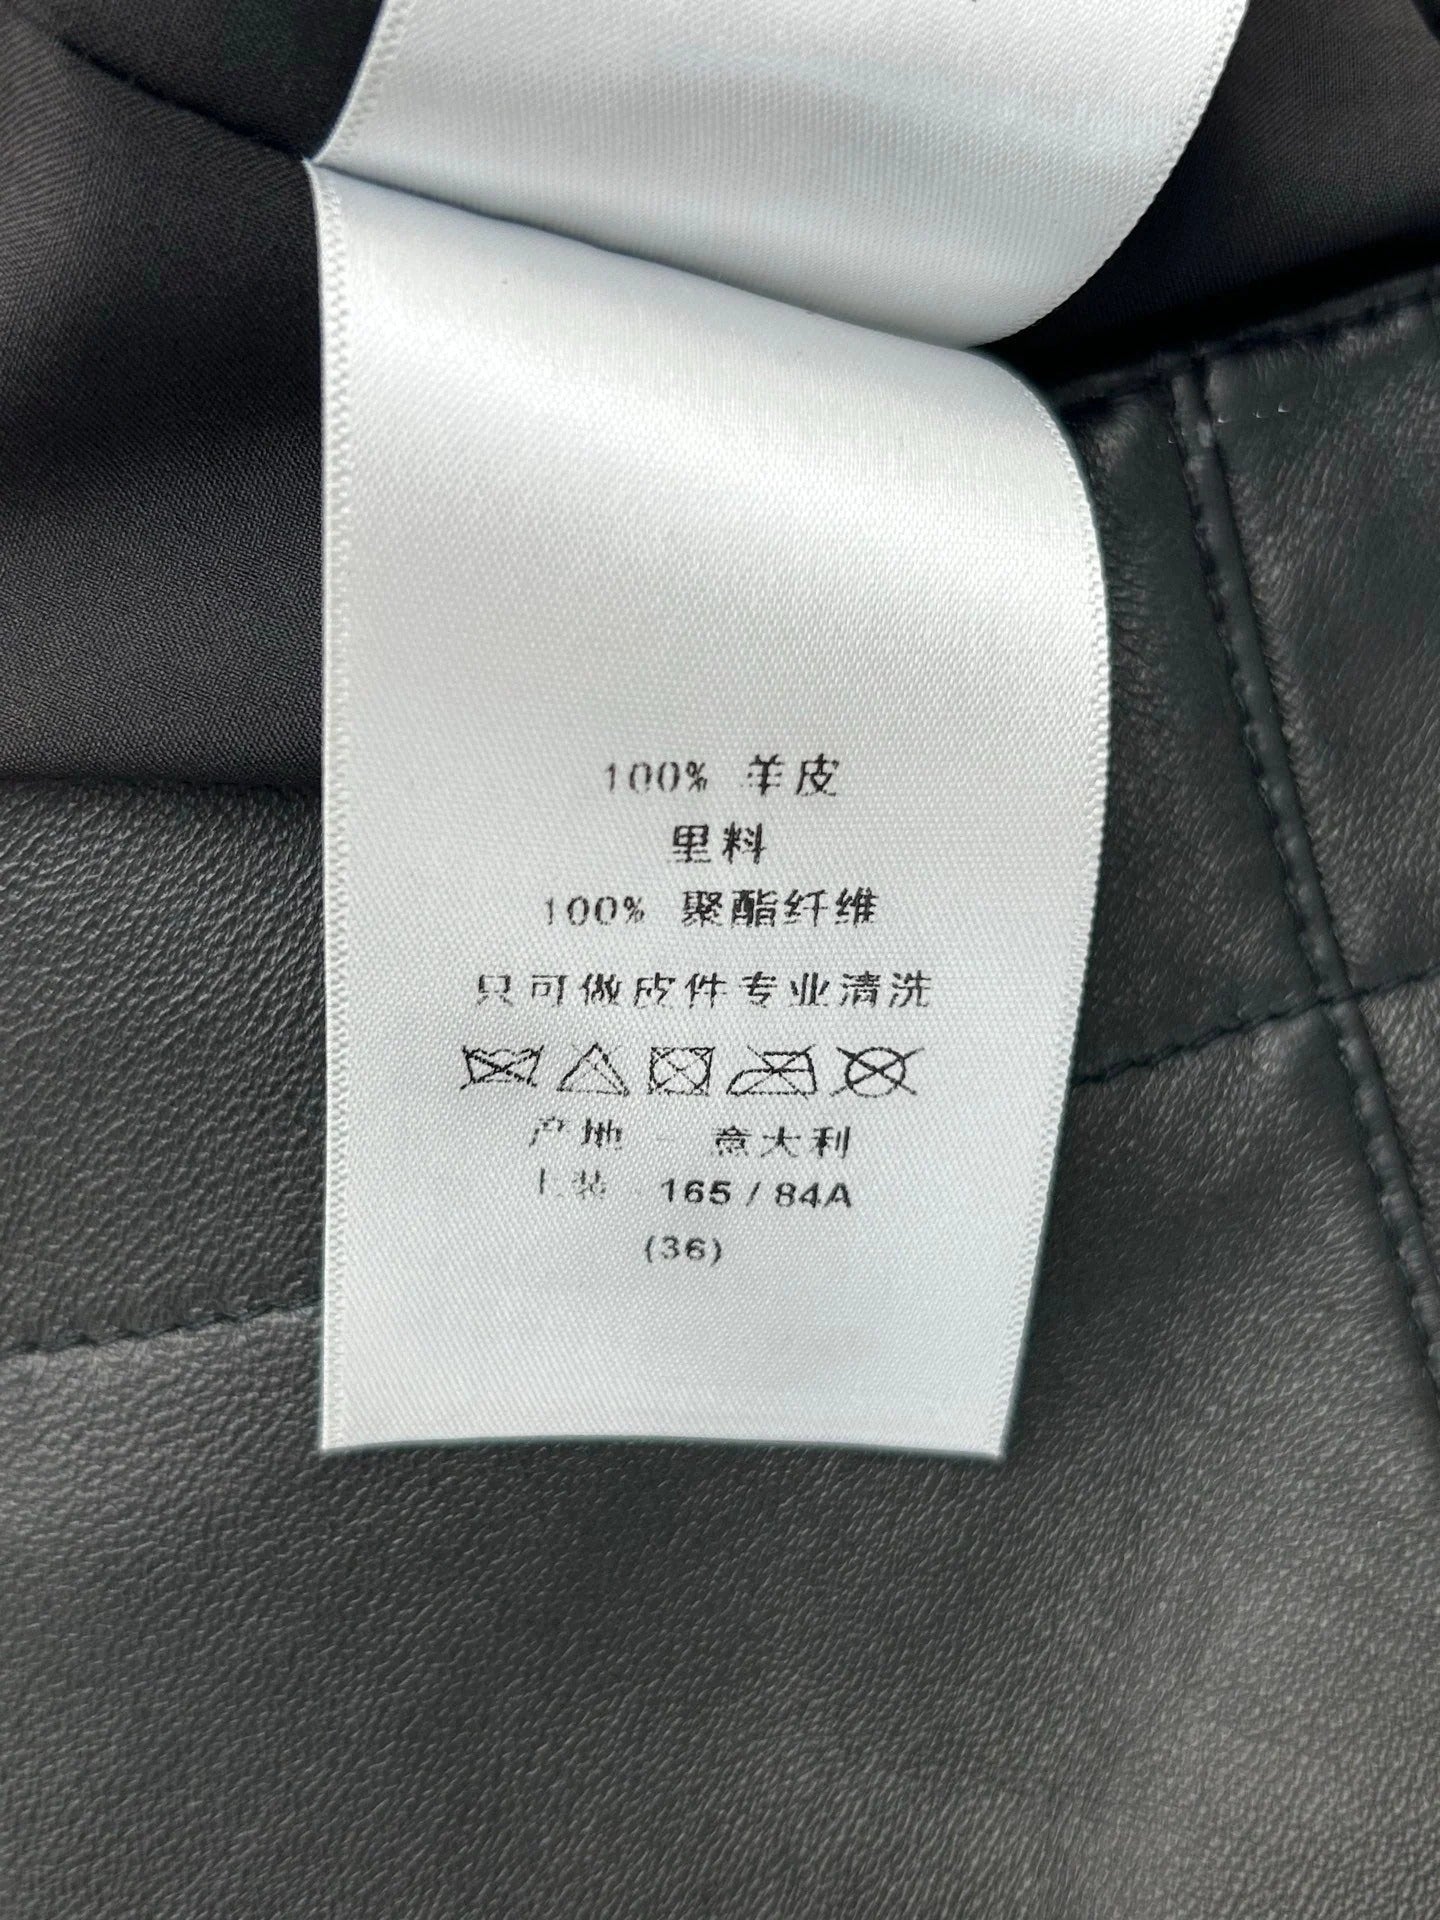 100% 羊皮
里料
100% 聚酯纤维
只可做皮件专业清洗
产地 - 意大利
上装 165 / 84A
(36)